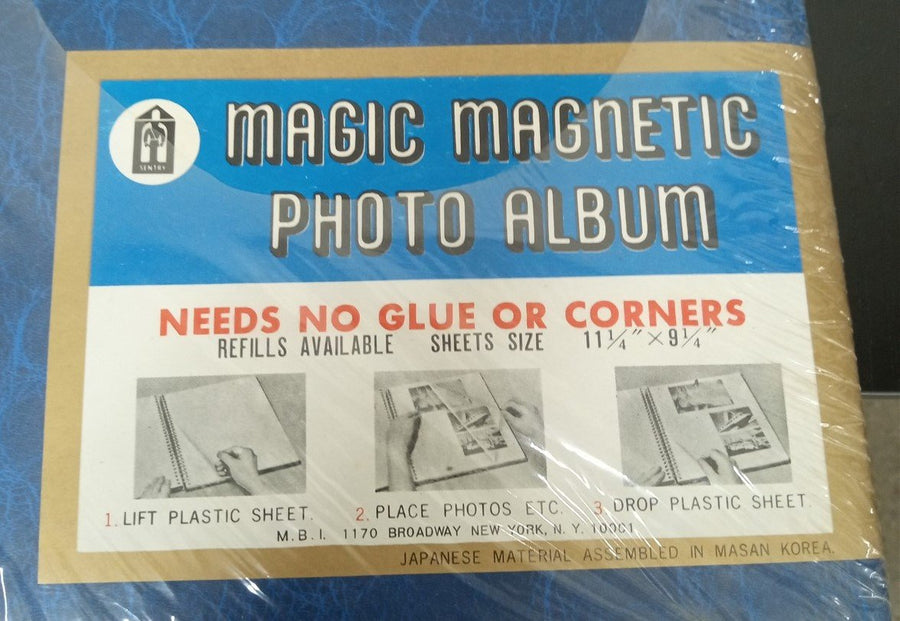 SENTRY
MAGIC MAGNETIC
PHOTO ALBUM
NEEDS NO GLUE OR CORNERS
REFILLS AVAILABLE SHEETS SIZE 11¼" × 9¼"
1. LIFT PLASTIC SHEET. 2. PLACE PHOTOS ETC. 3. DROP PLASTIC SHEET.
M.B.I. 1170 BROADWAY NEW YORK, N.Y. 10001
JAPANESE MATERIAL ASSEMBLED IN MASAN KOREA.